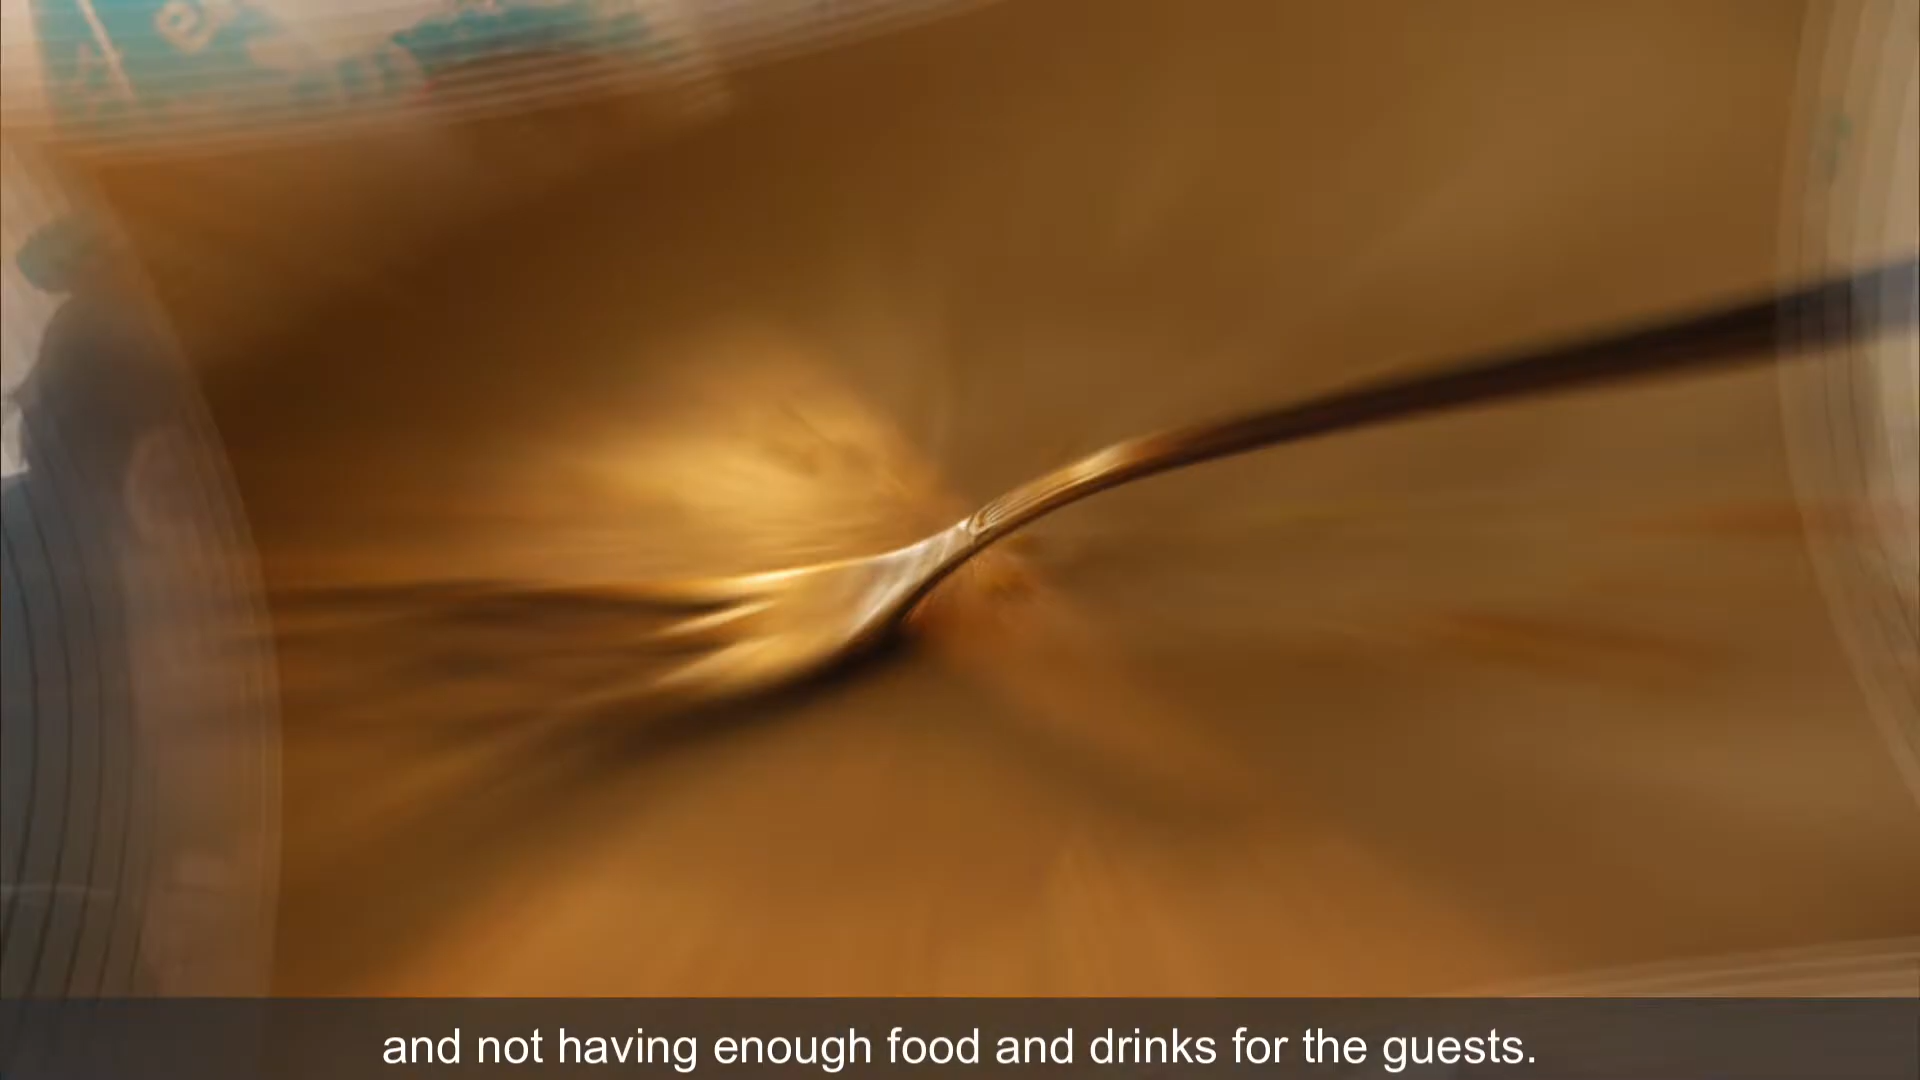 and not having enough food and drinks for the guests.